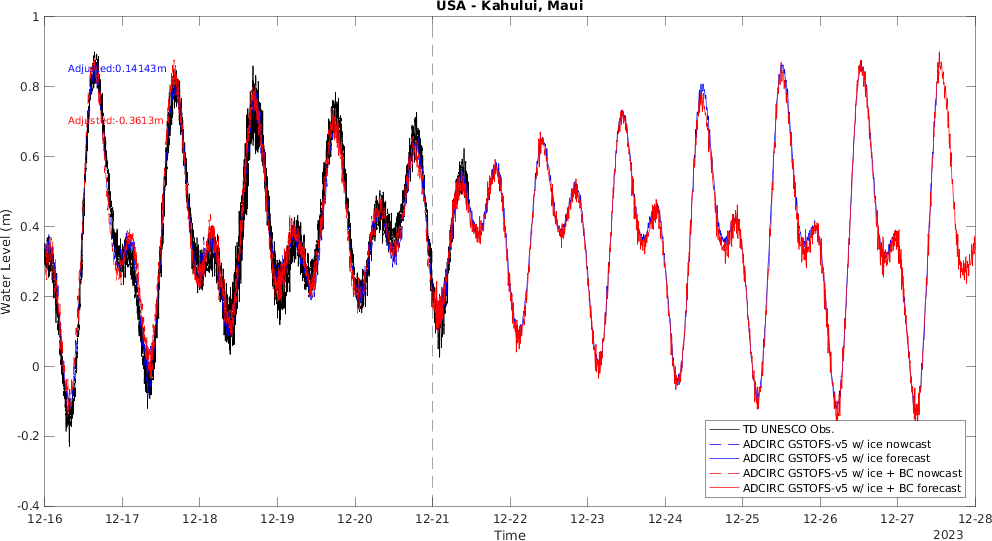 USA - Kahului, Maui
1
0.8
0.6
0.4
0.2
0
-0.2
-0.4
Water Level (m)
Adjusted:0.14143m
Adjusted:-0.3613m
TD UNESCO Obs.
ADCIRC GSTOFS-v5 w/ ice nowcast
ADCIRC GSTOFS-v5 w/ ice forecast
ADCIRC GSTOFS-v5 w/ ice + BC nowcast
ADCIRC GSTOFS-v5 w/ ice + BC forecast
12-16 12-17 12-18 12-19 12-20 12-21 12-22 12-23 12-24 12-25 12-26 12-27 12-28
Time
2023